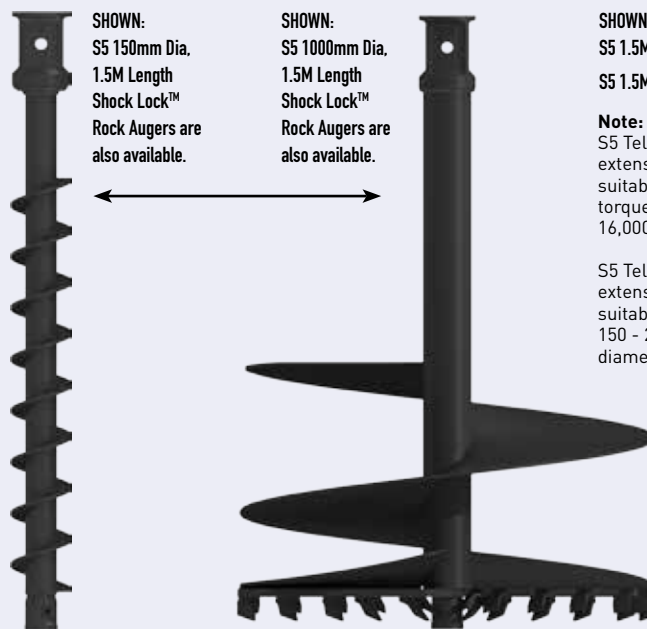 SHOWN:
S5 150mm Dia,
1.5M Length
Shock Lock™
Rock Augers are
also available.
SHOWN:
S5 1000mm Dia,
1.5M Length
Shock Lock™
Rock Augers are
also available.
SHOWN
S5 1.5M
S5 1.5M
Note:
S5 Tel
extens
suitab
torque
16,000
S5 Tel
extens
suitab
150 - 2
diame